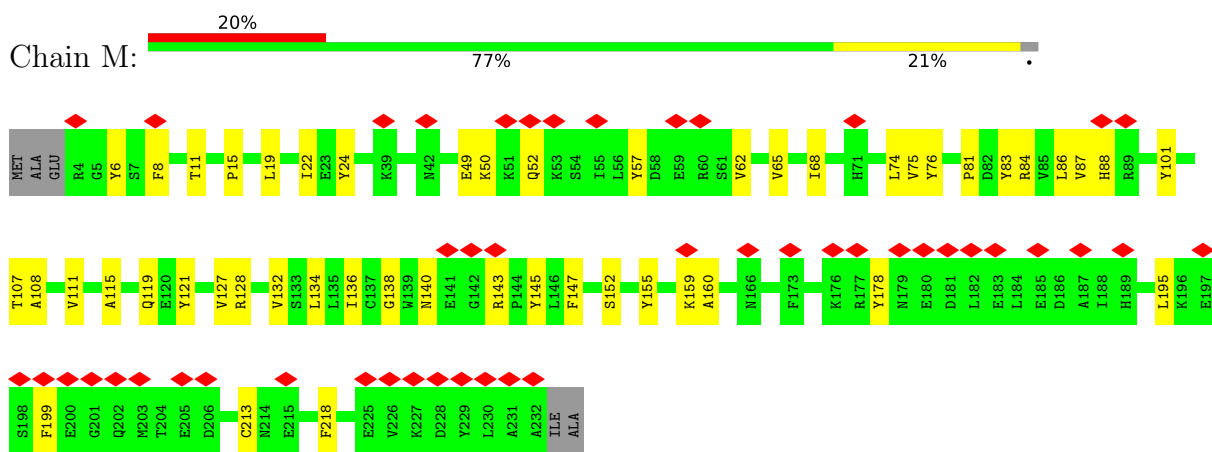 20%
Chain M:
77% 21% •
MET ALA GLU R4 G5 Y6 S7 F8 T11 P15 L19 I22 E23 Y24 K39 N42 E49 K50 K51 Q52 K53 S54 I55 L56 Y57 D58 E59 R60 S61 V62 V65 I68 H71 L74 V75 Y76 P81 D82 Y83 R84 V85 L86 V87 H88 R89 Y101
T107 A108 V111 A115 Q119 E120 Y121 V127 R128 V132 S133 L134 L135 I136 C137 G138 W139 N140 E141 G142 R143 P144 Y145 L146 F147 S152 Y155 K159 A160 N166 F173 K176 R177 Y178 N179 E180 D181 L182 E183 L184 E185 D186 A187 I188 H189 L195 K196 E197
S198 F199 E200 G201 Q202 M203 T204 E205 D206 C213 N214 E215 F218 E225 V226 K227 D228 Y229 L230 A231 A232 ILE ALA